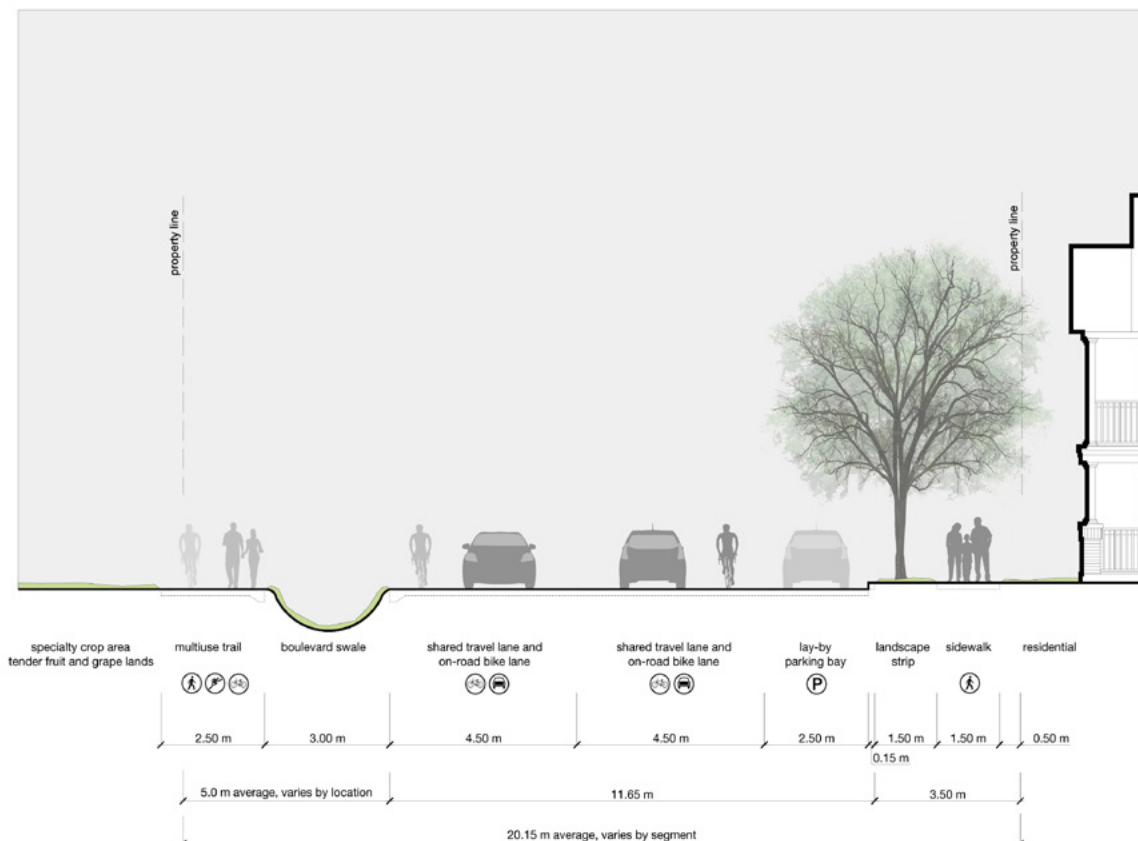 property line
property line
specialty crop area
tender fruit and grape lands
multiuse trail
boulevard swale
shared travel lane and
on-road bike lane
shared travel lane and
on-road bike lane
lay-by
parking bay
P
landscape
strip
sidewalk
residential
2.50 m
3.00 m
4.50 m
4.50 m
2.50 m
1.50 m
1.50 m
0.50 m
0.15 m
5.0 m average, varies by location
11.65 m
3.50 m
20.15 m average, varies by segment